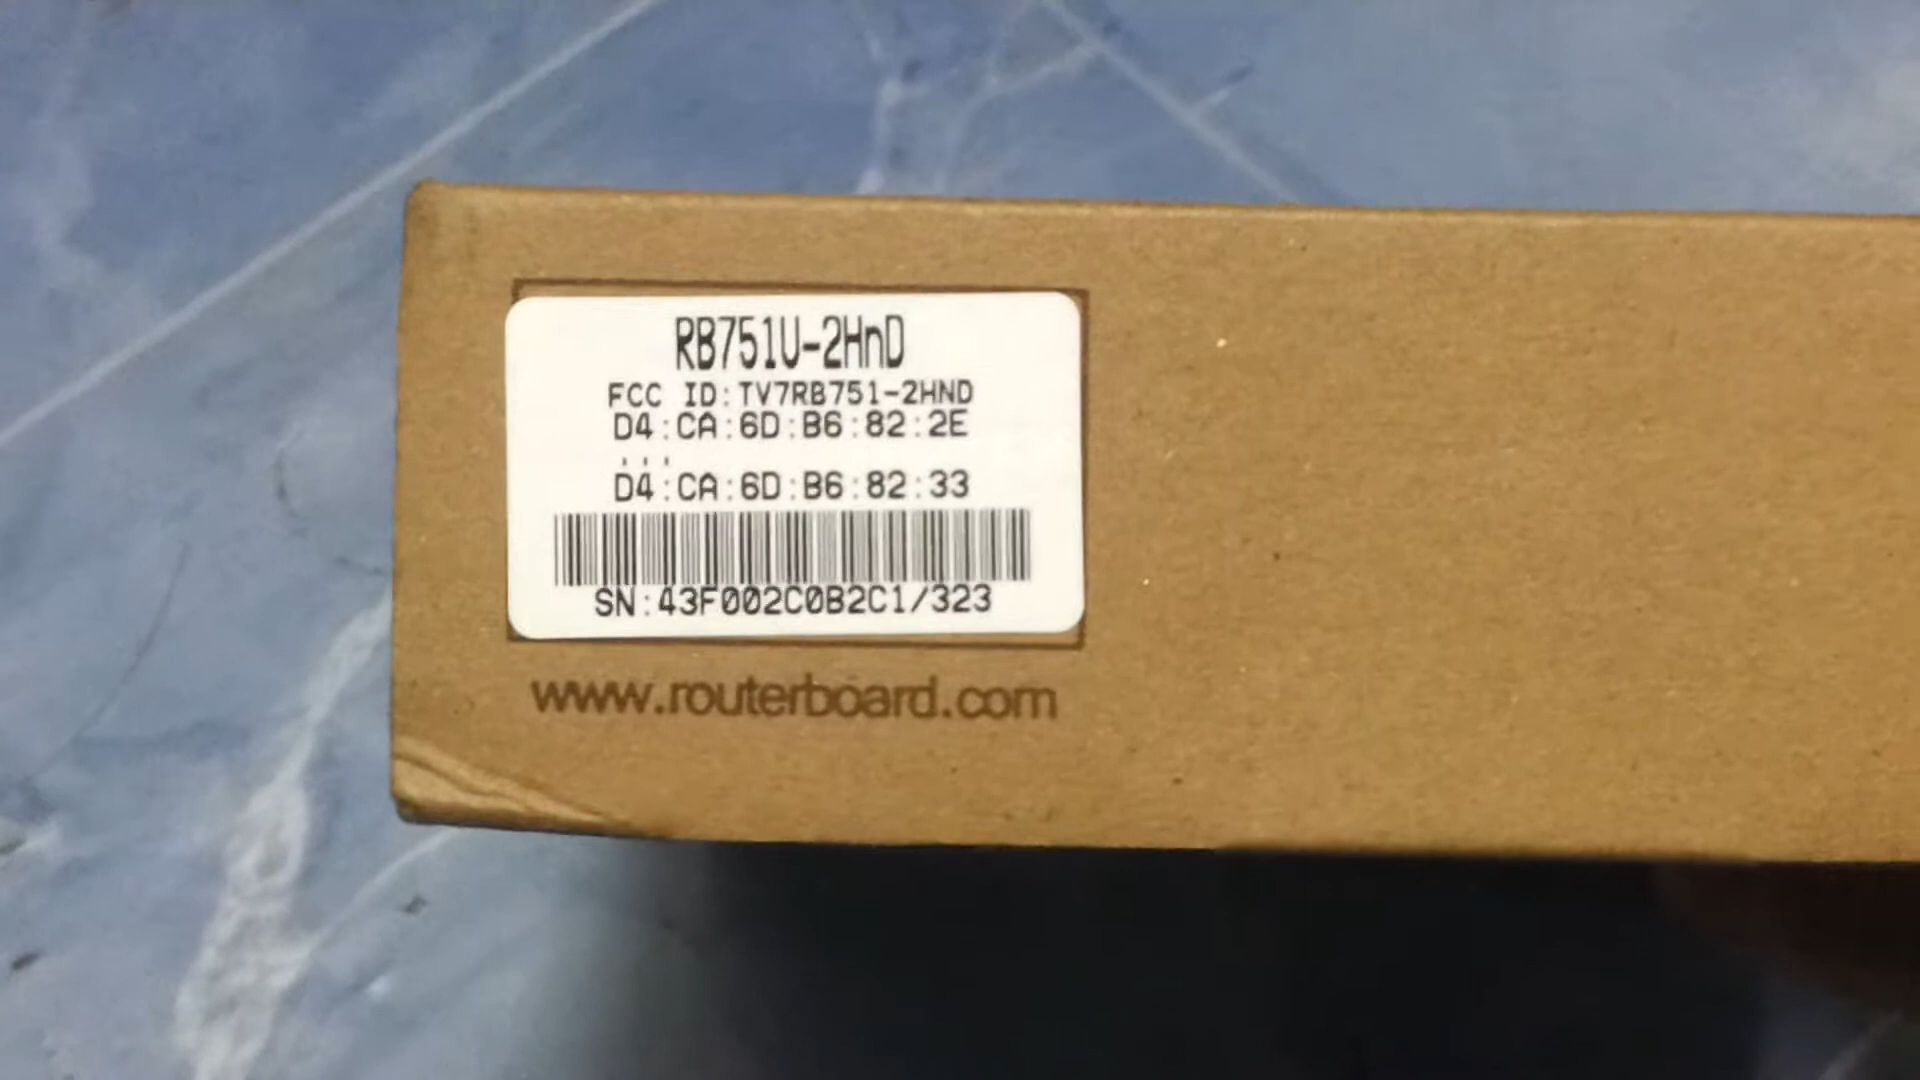 RB751U-2HnD
FCC ID:TV7RB751-2HND
D4:CA:6D:B6:82:2E
...
D4:CA:6D:B6:82:33
SN:43F002C0B2C1/323
www.routerboard.com